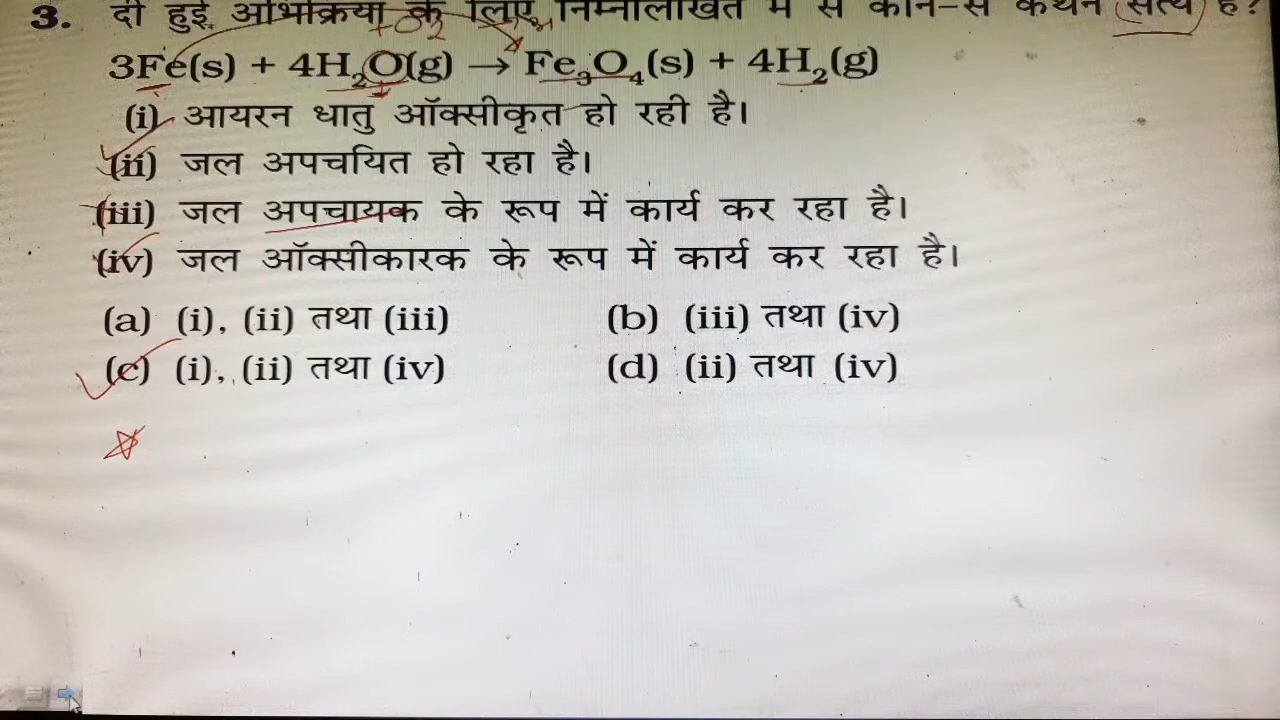 3. दी हुई अभिक्रिया के लिए निम्नलिखित में से कौन-से कथन सत्य है?
+O₂
3Fe(s) + 4H₂O(g) → Fe₃O₄(s) + 4H₂(g)
(i) आयरन धातु ऑक्सीकृत हो रही है।
(ii) जल अपचयित हो रहा है।
(iii) जल अपचायक के रूप में कार्य कर रहा है।
(iv) जल ऑक्सीकारक के रूप में कार्य कर रहा है।
(a) (i), (ii) तथा (iii) (b) (iii) तथा (iv)
(c) (i), (ii) तथा (iv) (d) (ii) तथा (iv)